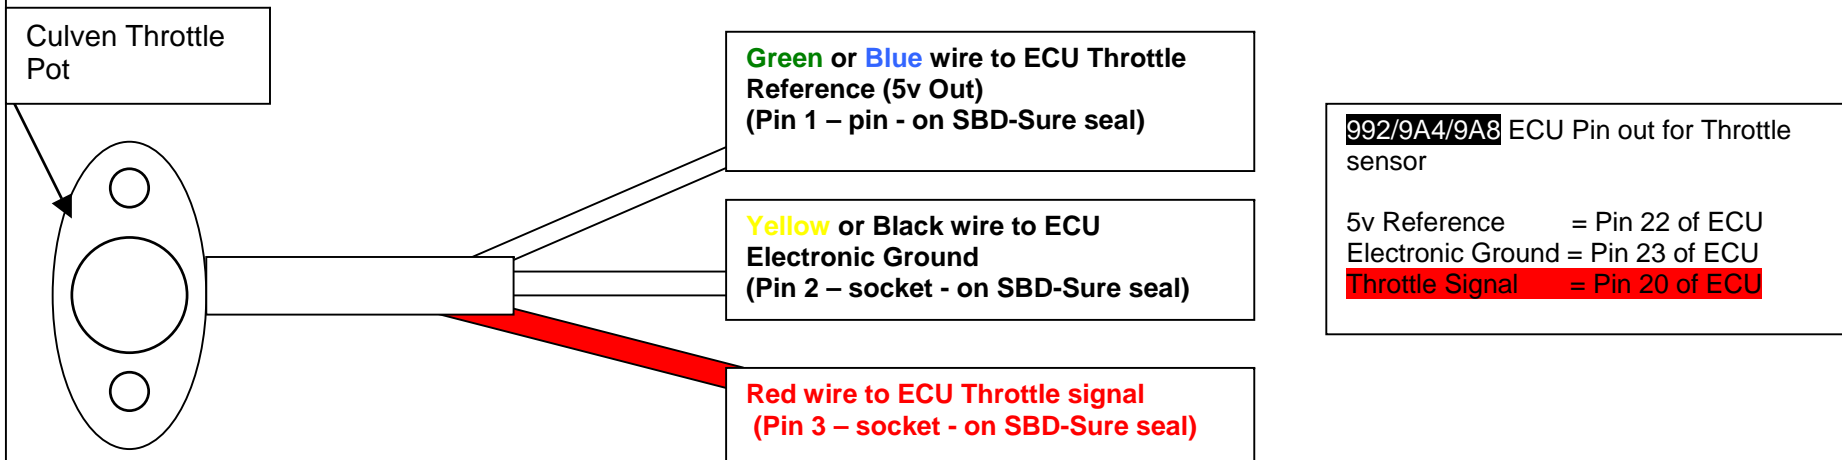 Culven Throttle
Pot
Green or Blue wire to ECU Throttle
Reference (5v Out)
(Pin 1 – pin - on SBD-Sure seal)
Yellow or Black wire to ECU
Electronic Ground
(Pin 2 – socket - on SBD-Sure seal)
Red wire to ECU Throttle signal
(Pin 3 – socket - on SBD-Sure seal)
992/9A4/9A8 ECU Pin out for Throttle
sensor
5v Reference = Pin 22 of ECU
Electronic Ground = Pin 23 of ECU
Throttle Signal = Pin 20 of ECU